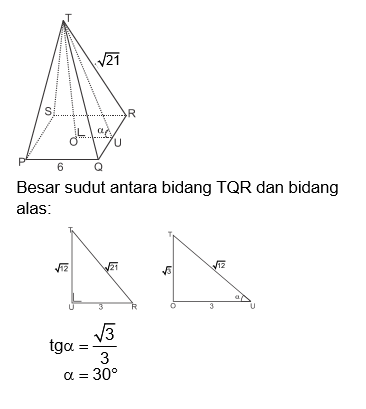 T
√21
S R
O α U
P 6 Q
Besar sudut antara bidang TQR dan bidang
alas:
T T
√12 √21 √3 √12
α
U 3 R O 3 U
tgα = √3/3
α = 30°